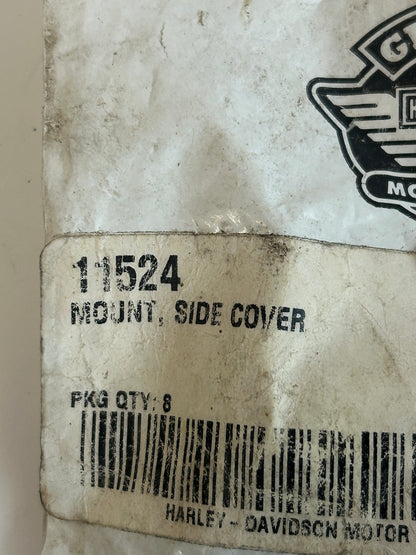 11524
MOUNT, SIDE COVER
PKG QTY: 8
HARLEY - DAVIDSON MOTOR